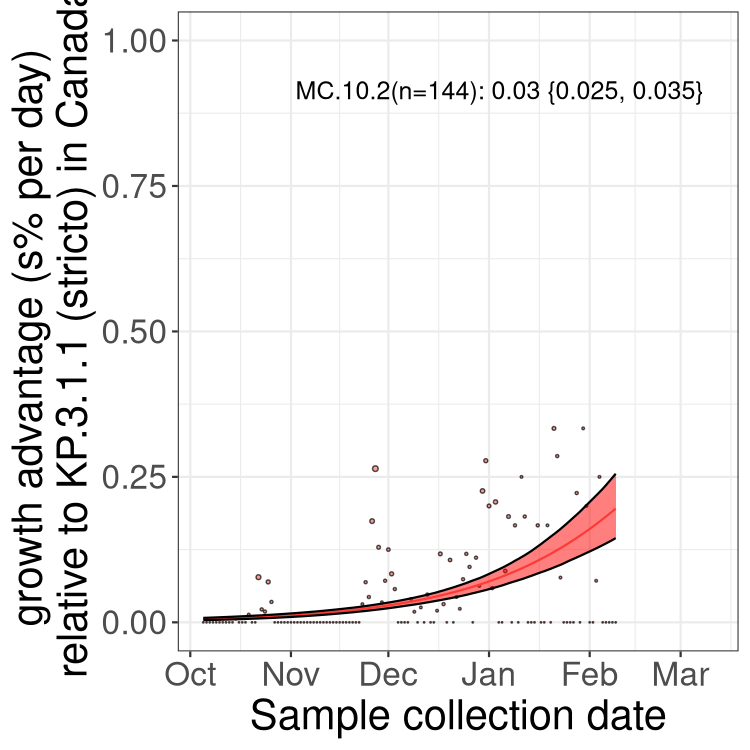 growth advantage (s% per day)
relative to KP.3.1.1 (stricto) in Canada
1.00
MC.10.2(n=144): 0.03 {0.025, 0.035}
0.75
0.50
0.25
0.00
Oct Nov Dec Jan Feb Mar
Sample collection date